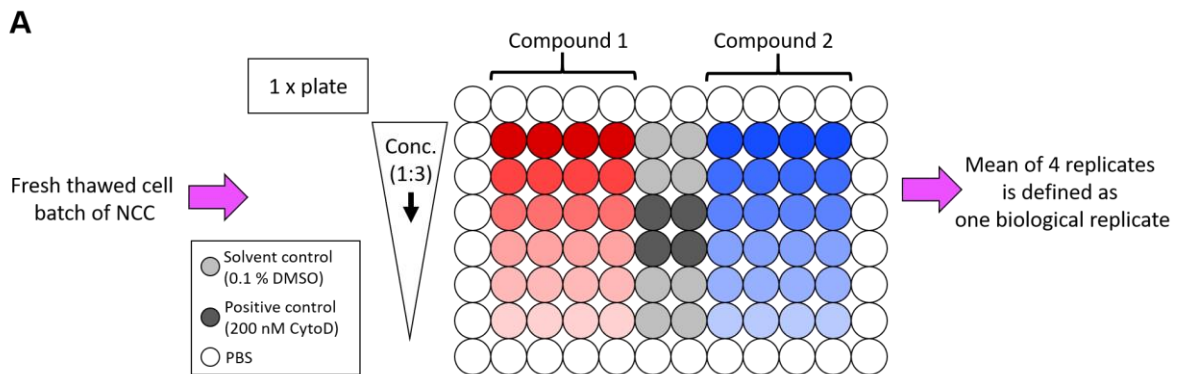 A
Compound 1
Compound 2
1 x plate
Conc.
(1:3)
Fresh thawed cell
batch of NCC
Mean of 4 replicates
is defined as
one biological replicate
Solvent control
(0.1 % DMSO)
Positive control
(200 nM CytoD)
PBS